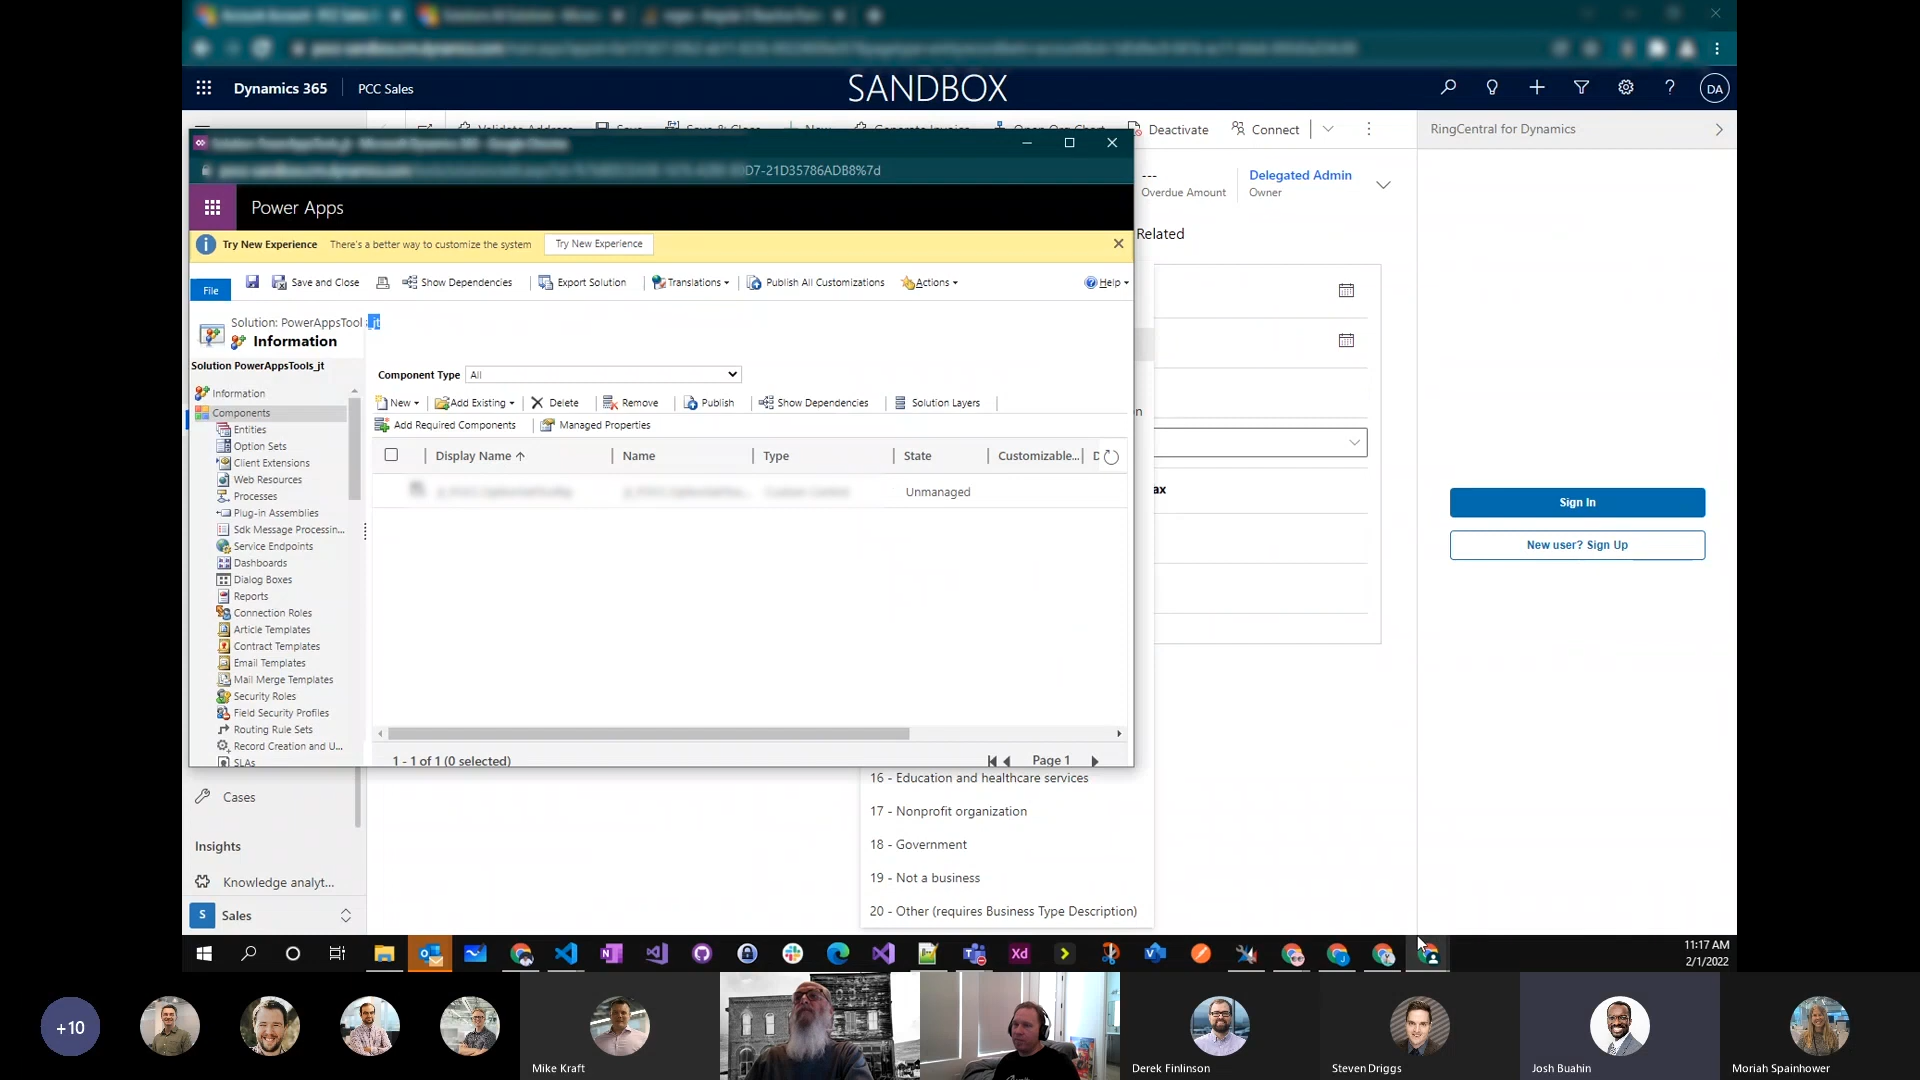 Dynamics 365
PCC Sales
SANDBOX
DA
Deactivate
Connect
RingCentral for Dynamics
D7-21D35786ADB8%7d
---
Overdue Amount
Delegated Admin
Owner
Power Apps
Related
Try New Experience There's a better way to customize the system Try New Experience
File
Save and Close
Show Dependencies
Export Solution
Translations
Publish All Customizations
Actions
Help
Solution: PowerAppsTool _jt
Information
Solution PowerAppsTools_jt
Component Type All
Information
Components
Entities
Option Sets
Client Extensions
Web Resources
Processes
Plug-in Assemblies
Sdk Message Processin...
Service Endpoints
Dashboards
Dialog Boxes
Reports
Connection Roles
Article Templates
Contract Templates
Email Templates
Mail Merge Templates
Security Roles
Field Security Profiles
Routing Rule Sets
Record Creation and U...
SLAs
New Add Existing Delete Remove Publish Show Dependencies Solution Layers
Add Required Components Managed Properties
Display Name Name Type State Customizable... D
Unmanaged
1 - 1 of 1 (0 selected)
Page 1
n
ax
Sign In
New user? Sign Up
16 - Education and healthcare services
17 - Nonprofit organization
18 - Government
19 - Not a business
20 - Other (requires Business Type Description)
Cases
Insights
Knowledge analyt...
S Sales
11:17 AM
2/1/2022
+10
Mike Kraft
Derek Finlinson
Steven Driggs
Josh Buahin
Moriah Spainhower